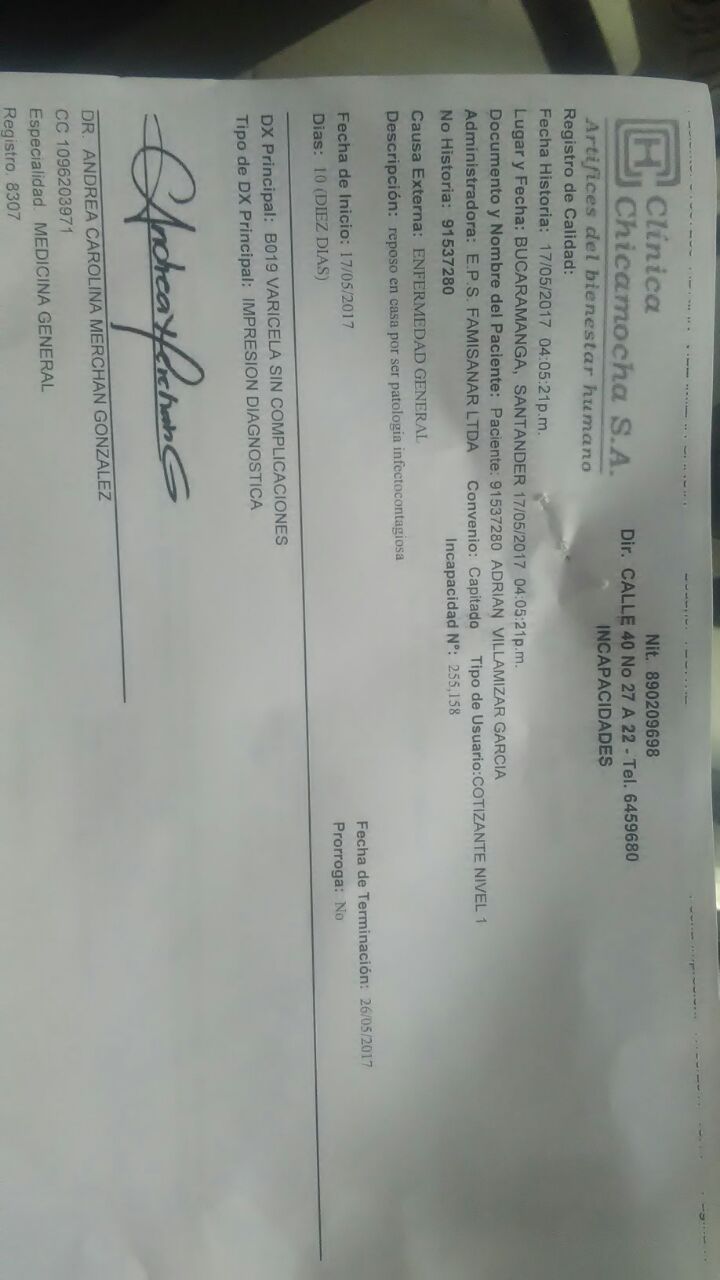 Clínica
Chicamocha S.A.
Artífices del bienestar humano
Nit. 890209698
Dir. CALLE 40 No 27 A 22 - Tel. 6459680
INCAPACIDADES
Registro de Calidad:
Fecha Historia: 17/05/2017 04:05:21p.m.
Lugar y Fecha: BUCARAMANGA, SANTANDER 17/05/2017 04:05:21p.m.
Documento y Nombre del Paciente: Paciente: 91537280 ADRIAN VILLAMIZAR GARCIA
Administradora: E.P.S. FAMISANAR LTDA Convenio: Capitado Tipo de Usuario:COTIZANTE NIVEL 1
No Historia: 91537280 Incapacidad N°: 255,158
Causa Externa: ENFERMEDAD GENERAL
Descripción: reposo en casa por ser patologia infectocontagiosa
Fecha de Inicio: 17/05/2017 Fecha de Terminación: 26/05/2017
Dias: 10 (DIEZ DIAS) Prorroga: No
DX Principal: B019 VARICELA SIN COMPLICACIONES
Tipo de DX Principal: IMPRESION DIAGNOSTICA
Andrea Merchan G
DR. ANDREA CAROLINA MERCHAN GONZALEZ
CC 1096203971
Especialidad. MEDICINA GENERAL
Registro. 8307